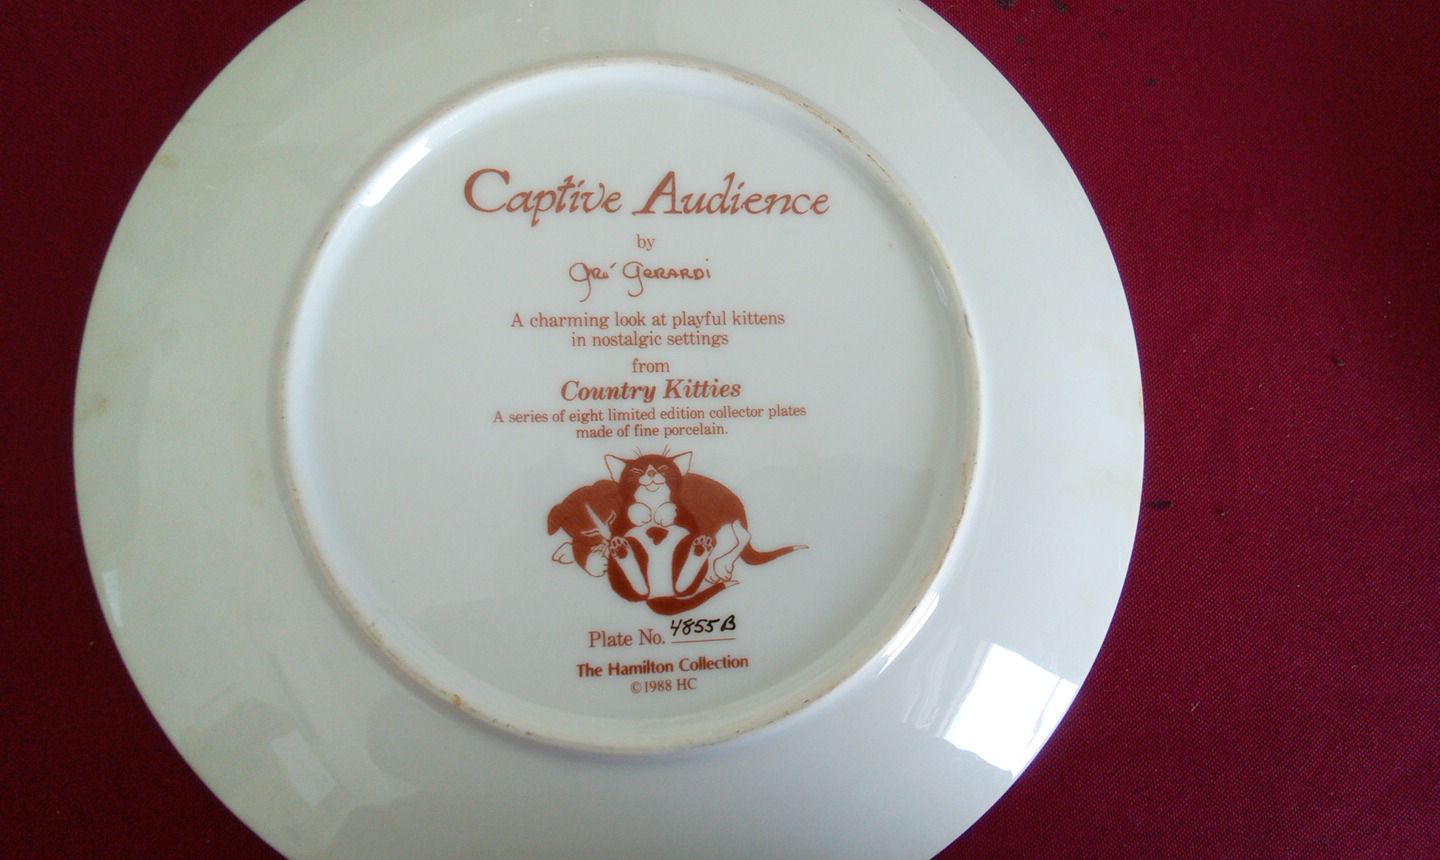 Captive Audience
by
Gré Gerardi
A charming look at playful kittens
in nostalgic settings
from
Country Kitties
A series of eight limited edition collector plates
made of fine porcelain.
Plate No. 4855B
The Hamilton Collection
©1988 HC